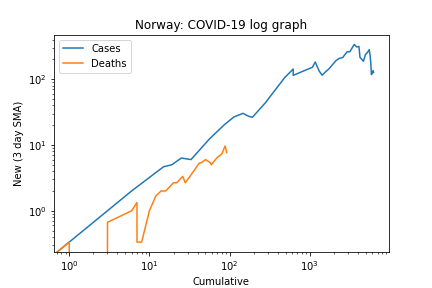 Norway: COVID-19 log graph
Cases
Deaths
New (3 day SMA)
10²
10¹
10⁰
10⁰ 10¹ 10² 10³
Cumulative